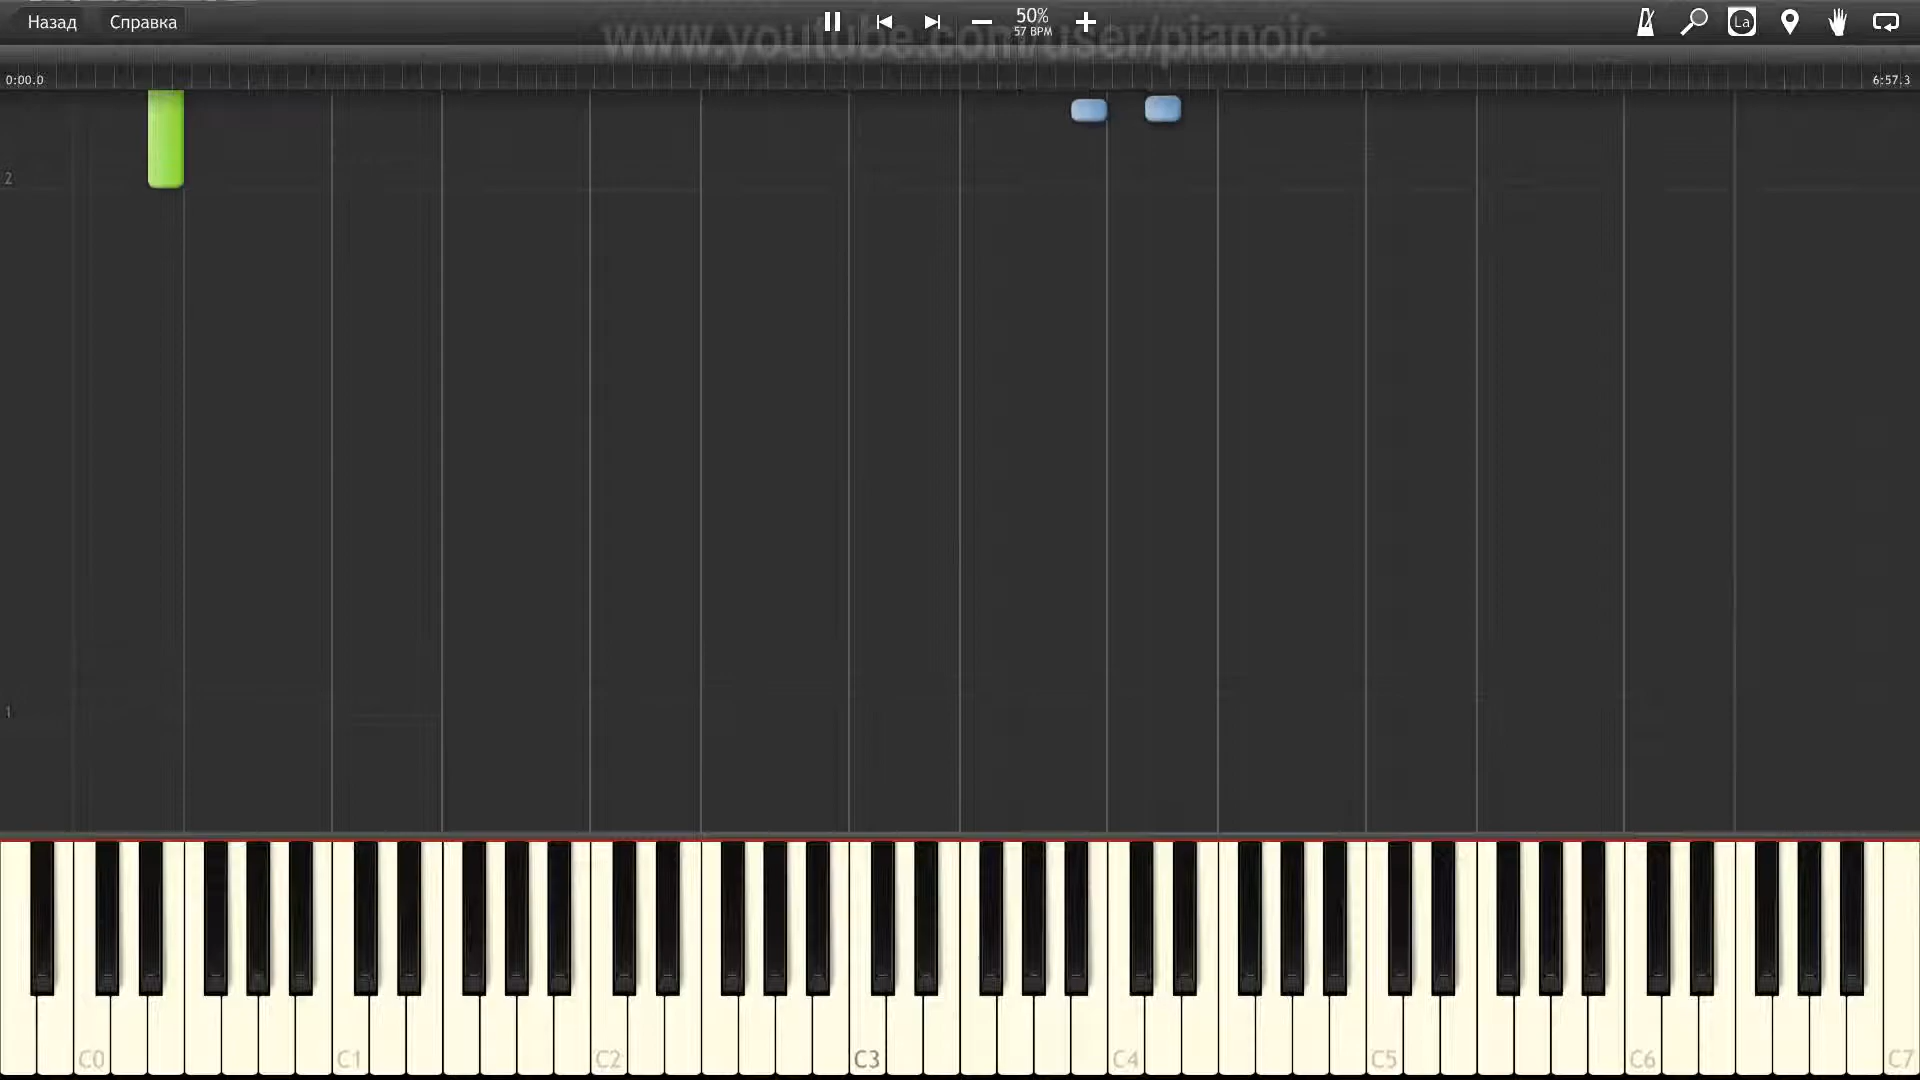 Назад Справка 50%
57 BPM La
www.youtube.com/user/pianoic
0:00.0 6:57.3
2
1
C0 C1 C2 C3 C4 C5 C6 C7